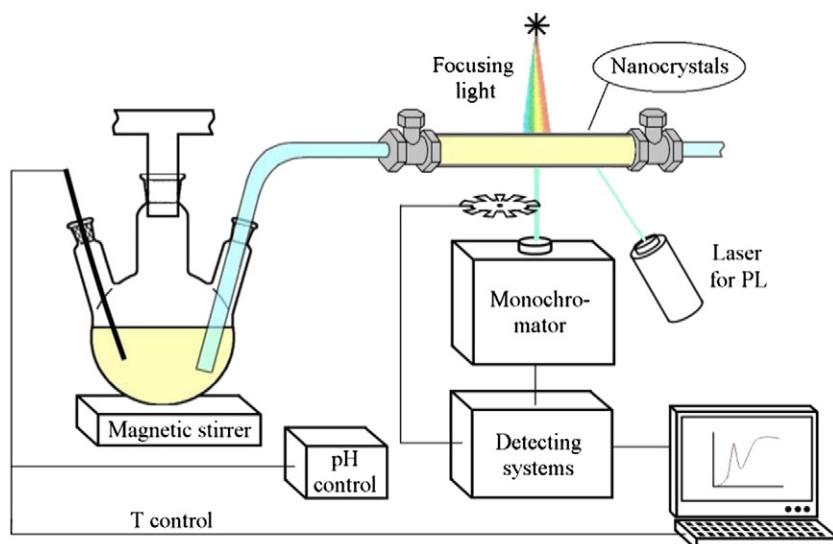 Focusing
light
Nanocrystals
Laser
for PL
Monochro-
mator
Magnetic stirrer
pH
control
Detecting
systems
T control